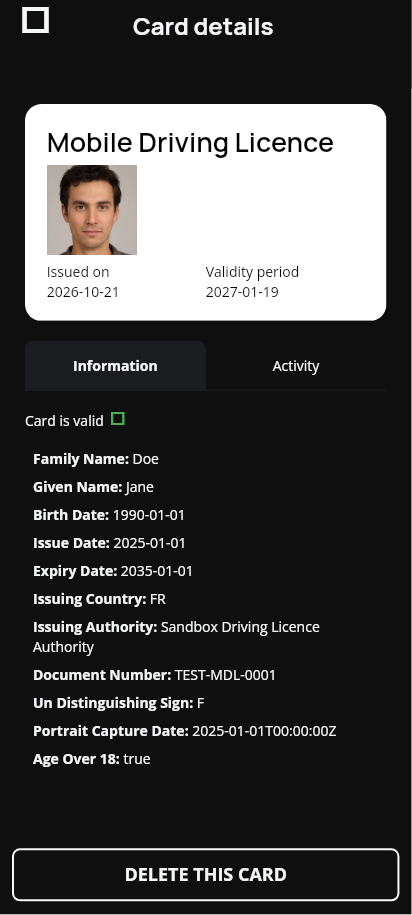 Card details
Mobile Driving Licence
Issued on
Validity period
2026-10-21
2027-01-19
Information
Activity
Card is valid
Family Name: Doe
Given Name: Jane
Birth Date: 1990-01-01
Issue Date: 2025-01-01
Expiry Date: 2035-01-01
Issuing Country: FR
Issuing Authority: Sandbox Driving Licence
Authority
Document Number: TEST-MDL-0001
Un Distinguishing Sign: F
Portrait Capture Date: 2025-01-01T00:00:00Z
Age Over 18: true
DELETE THIS CARD